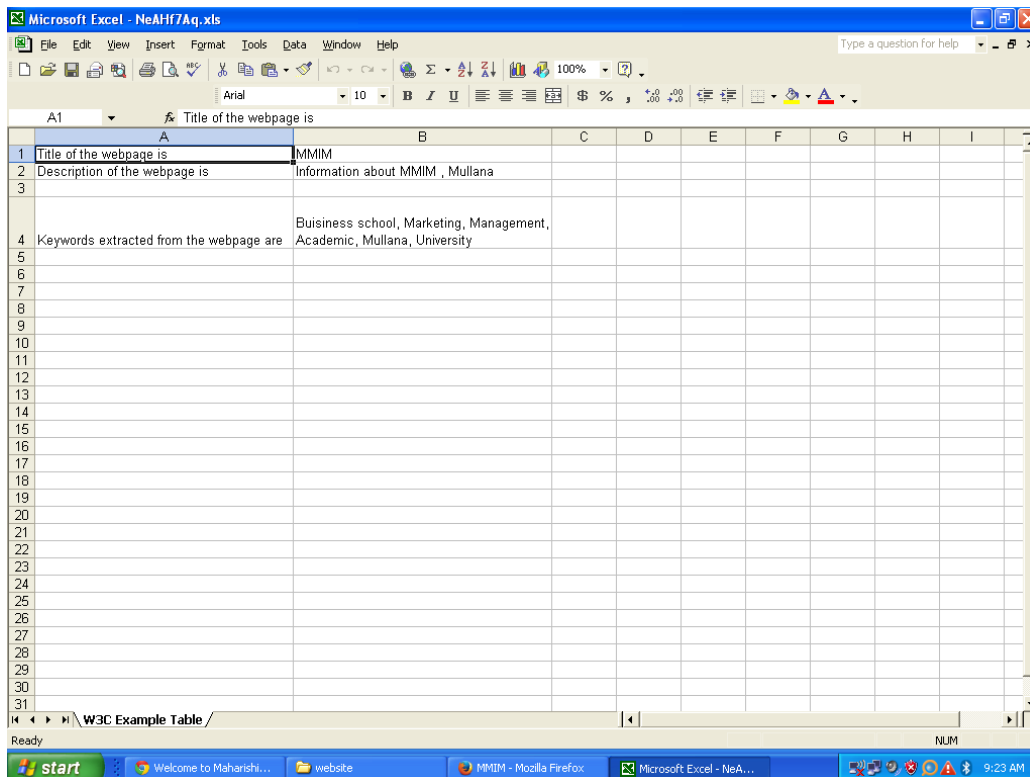 Microsoft Excel - NeAHf7Aq.xls
File Edit View Insert Format Tools Data Window Help Type a question for help
100%
Arial 10 B I U $ % ,
A1 fx Title of the webpage is
A B C D E F G H I
1 Title of the webpage is MMIM
2 Description of the webpage is Information about MMIM , Mullana
3
Buisiness school, Marketing, Management,
4 Keywords extracted from the webpage are Academic, Mullana, University
5
6
7
8
9
10
11
12
13
14
15
16
17
18
19
20
21
22
23
24
25
26
27
28
29
30
31
W3C Example Table
Ready NUM
start Welcome to Maharishi... website MMIM - Mozilla Firefox Microsoft Excel - NeA... 9:23 AM